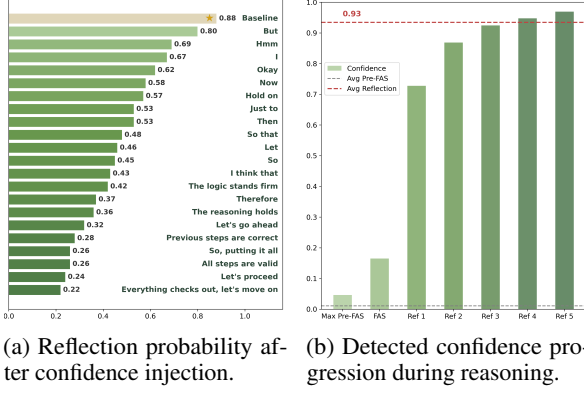 0.88 Baseline
0.80 But
0.69 Hmm
0.67 I
0.62 Okay
0.58 Now
0.57 Hold on
0.53 Just to
0.53 Then
0.48 So that
0.46 Let
0.45 So
0.43 I think that
0.42 The logic stands firm
0.37 Therefore
0.36 The reasoning holds
0.32 Let's go ahead
0.28 Previous steps are correct
0.26 So, putting it all
0.26 All steps are valid
0.24 Let's proceed
0.22 Everything checks out, let's move on
0.0 0.2 0.4 0.6 0.8 1.0
(a) Reflection probability af-
ter confidence injection.
1.0
0.93
0.9
0.8
Confidence
Avg Pre-FAS
Avg Reflection
0.7
0.6
0.5
0.4
0.3
0.2
0.1
0.0
Max Pre-FAS FAS Ref 1 Ref 2 Ref 3 Ref 4 Ref 5
(b) Detected confidence pro-
gression during reasoning.